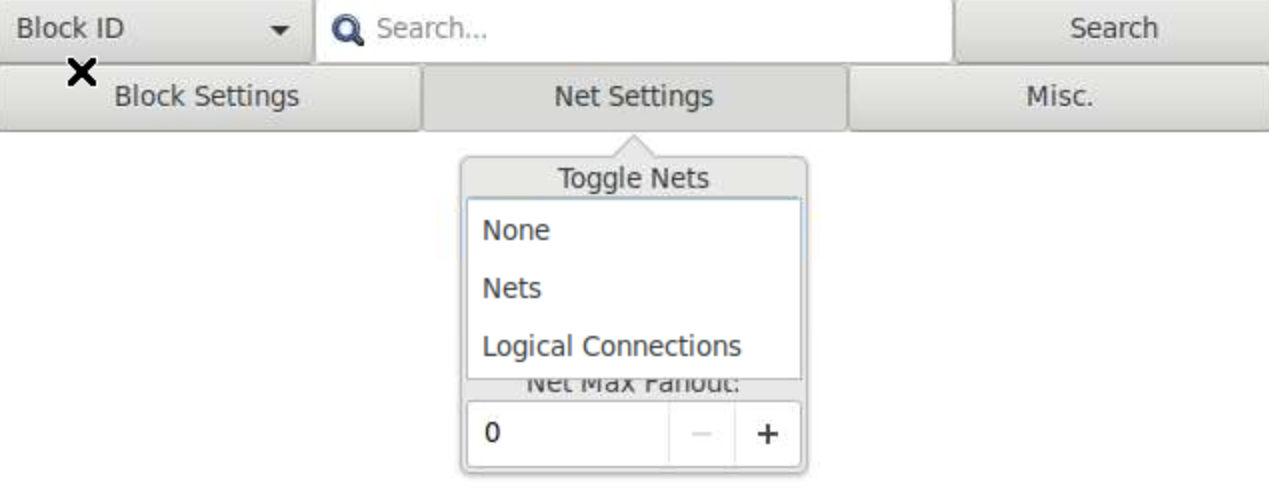 Block ID Search... Search
Block Settings Net Settings Misc.
Toggle Nets
None
Nets
Logical Connections
Net Max Fanout:
0 − +